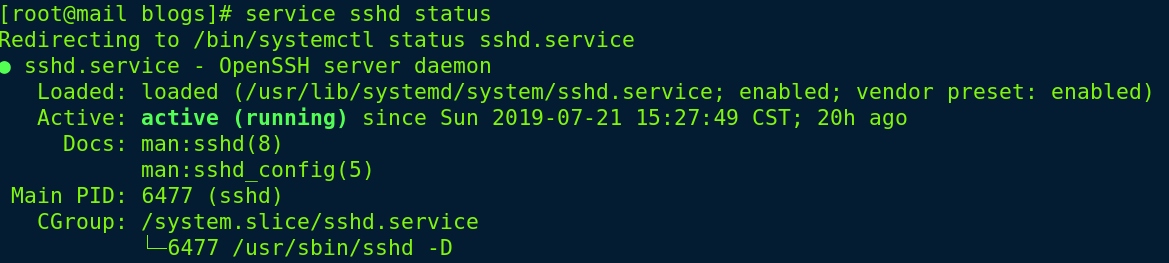 [root@mail blogs]# service sshd status
Redirecting to /bin/systemctl status sshd.service
● sshd.service - OpenSSH server daemon
   Loaded: loaded (/usr/lib/systemd/system/sshd.service; enabled; vendor preset: enabled)
   Active: active (running) since Sun 2019-07-21 15:27:49 CST; 20h ago
     Docs: man:sshd(8)
           man:sshd_config(5)
 Main PID: 6477 (sshd)
   CGroup: /system.slice/sshd.service
           └─6477 /usr/sbin/sshd -D